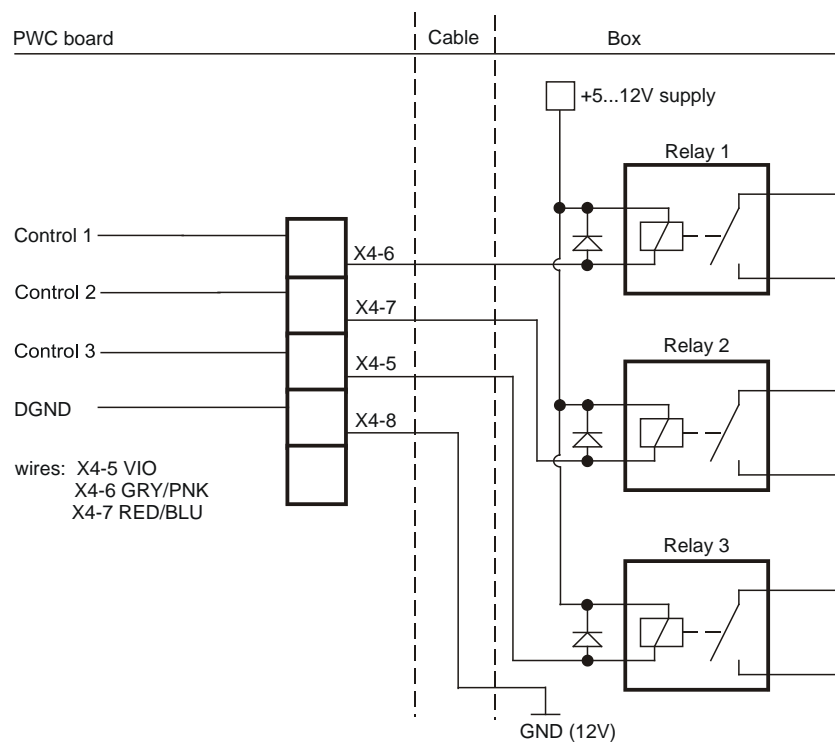 PWC board
Cable
Box
+5...12V supply
Relay 1
Control 1
X4-6
Control 2
X4-7
Control 3
X4-5
Relay 2
DGND
X4-8
wires: X4-5 VIO
X4-6 GRY/PNK
X4-7 RED/BLU
Relay 3
GND (12V)